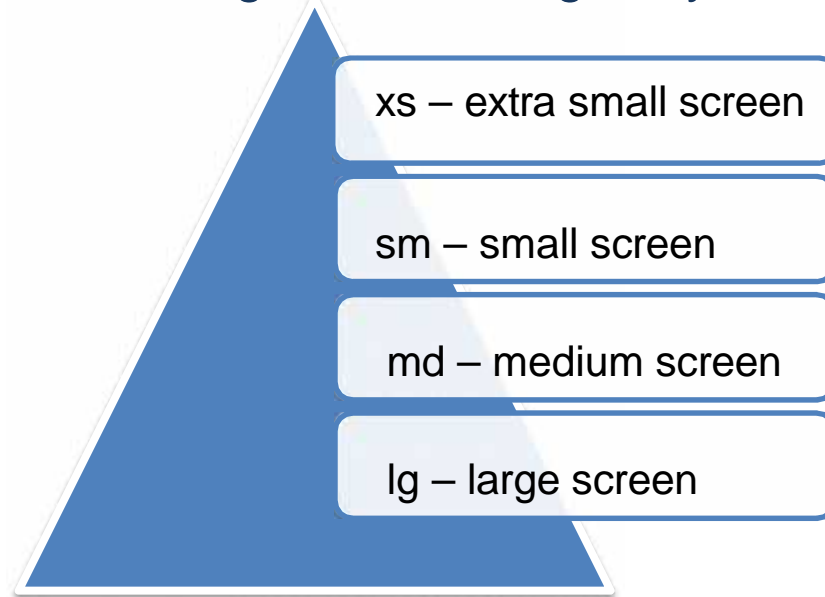 xs – extra small screen
sm – small screen
md – medium screen
lg – large screen